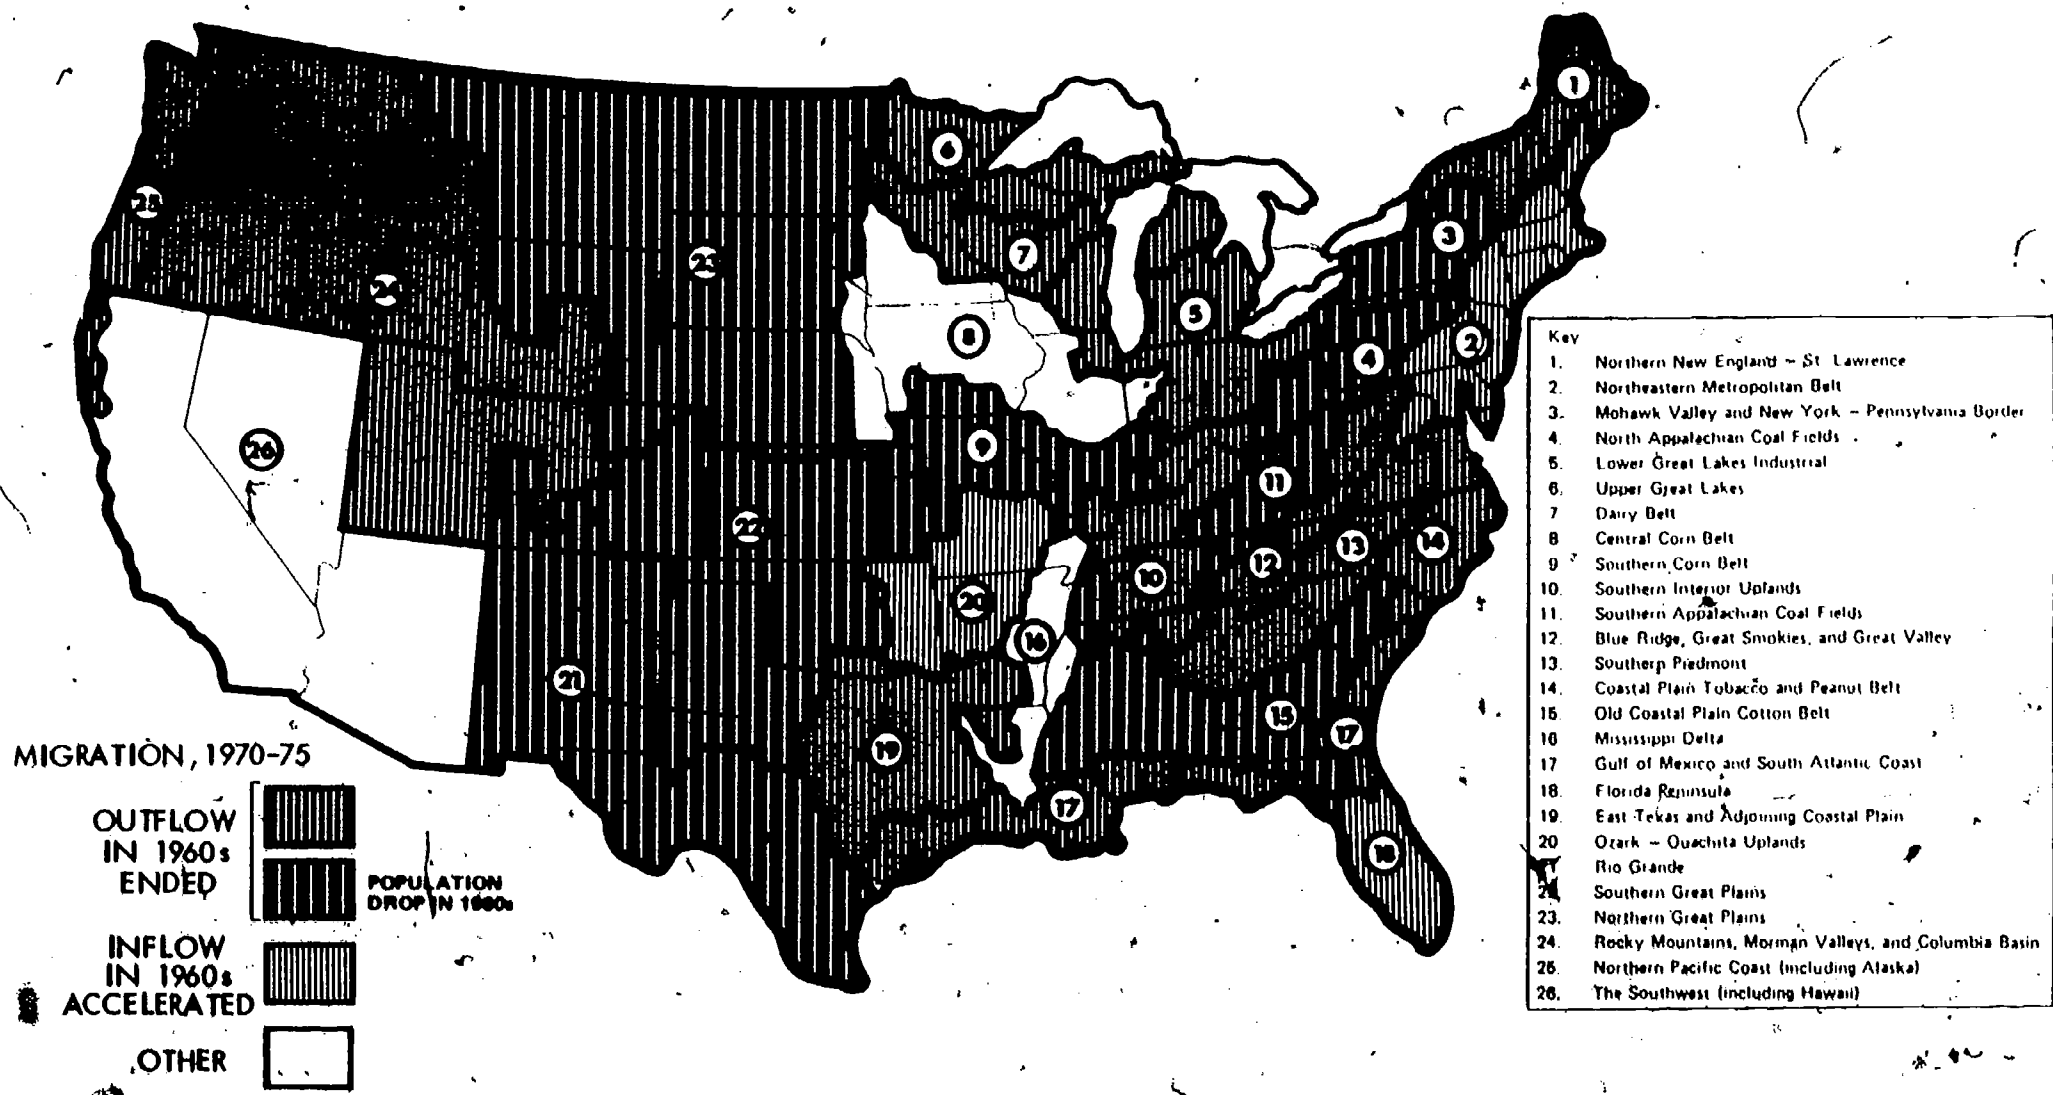 1
6
25
3
7
23
24
5
2
8
4
26
9
11
22
14
13
12
10
20
16
21
15
17
19
17
18
Key
1. Northern New England – St. Lawrence
2. Northeastern Metropolitan Belt
3. Mohawk Valley and New York – Pennsylvania Border
4. North Appalachian Coal Fields
5. Lower Great Lakes Industrial
6. Upper Great Lakes
7 Dairy Belt
8 Central Corn Belt
9 Southern Corn Belt
10. Southern Interior Uplands
11. Southern Appalachian Coal Fields
12. Blue Ridge, Great Smokies, and Great Valley
13. Southern Piedmont
14. Coastal Plain Tobacco and Peanut Belt
15. Old Coastal Plain Cotton Belt
16 Mississippi Delta
17 Gulf of Mexico and South Atlantic Coast
18. Florida Peninsula
19. East Texas and Adjoining Coastal Plain
20 Ozark – Ouachita Uplands
Rio Grande
Southern Great Plains
23. Northern Great Plains
24. Rocky Mountains, Morman Valleys, and Columbia Basin
25. Northern Pacific Coast (including Alaska)
26. The Southwest (including Hawaii)
MIGRATION, 1970-75
OUTFLOW
IN 1960s
ENDED
POPULATION
DROP IN 1960s
INFLOW
IN 1960s
ACCELERATED
OTHER